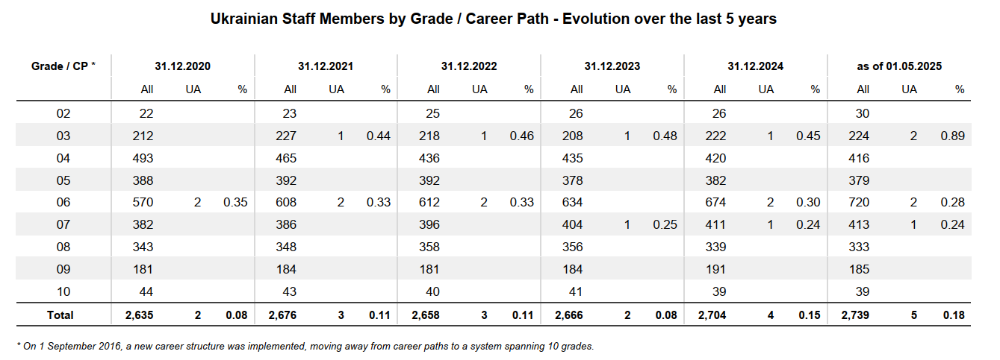 Ukrainian Staff Members by Grade / Career Path - Evolution over the last 5 years
Grade / CP * 31.12.2020 31.12.2021 31.12.2022 31.12.2023 31.12.2024 as of 01.05.2025
All UA % All UA % All UA % All UA % All UA % All UA %
02 22 23 25 26 26 30
03 212 227 1 0.44 218 1 0.46 208 1 0.48 222 1 0.45 224 2 0.89
04 493 465 436 435 420 416
05 388 392 392 378 382 379
06 570 2 0.35 608 2 0.33 612 2 0.33 634 674 2 0.30 720 2 0.28
07 382 386 396 404 1 0.25 411 1 0.24 413 1 0.24
08 343 348 358 356 339 333
09 181 184 181 184 191 185
10 44 43 40 41 39 39
Total 2,635 2 0.08 2,676 3 0.11 2,658 3 0.11 2,666 2 0.08 2,704 4 0.15 2,739 5 0.18
* On 1 September 2016, a new career structure was implemented, moving away from career paths to a system spanning 10 grades.